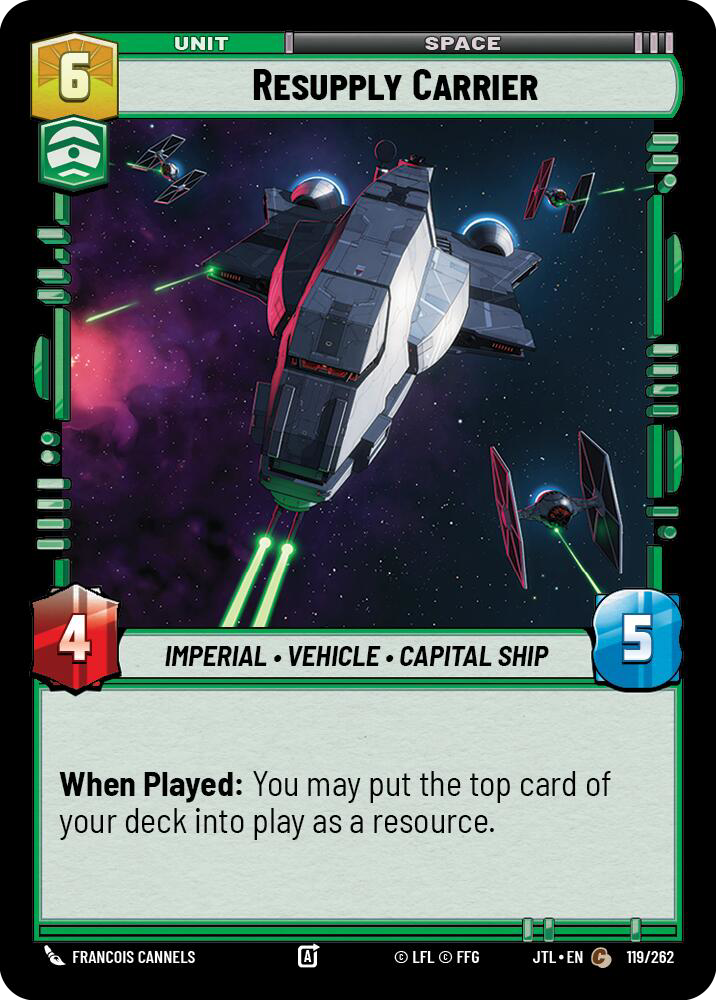 UNIT SPACE
6
RESUPPLY CARRIER
4
IMPERIAL • VEHICLE • CAPITAL SHIP
5
When Played: You may put the top card of
your deck into play as a resource.
FRANCOIS CANNELS A © LFL © FFG JTL • EN C 119/262